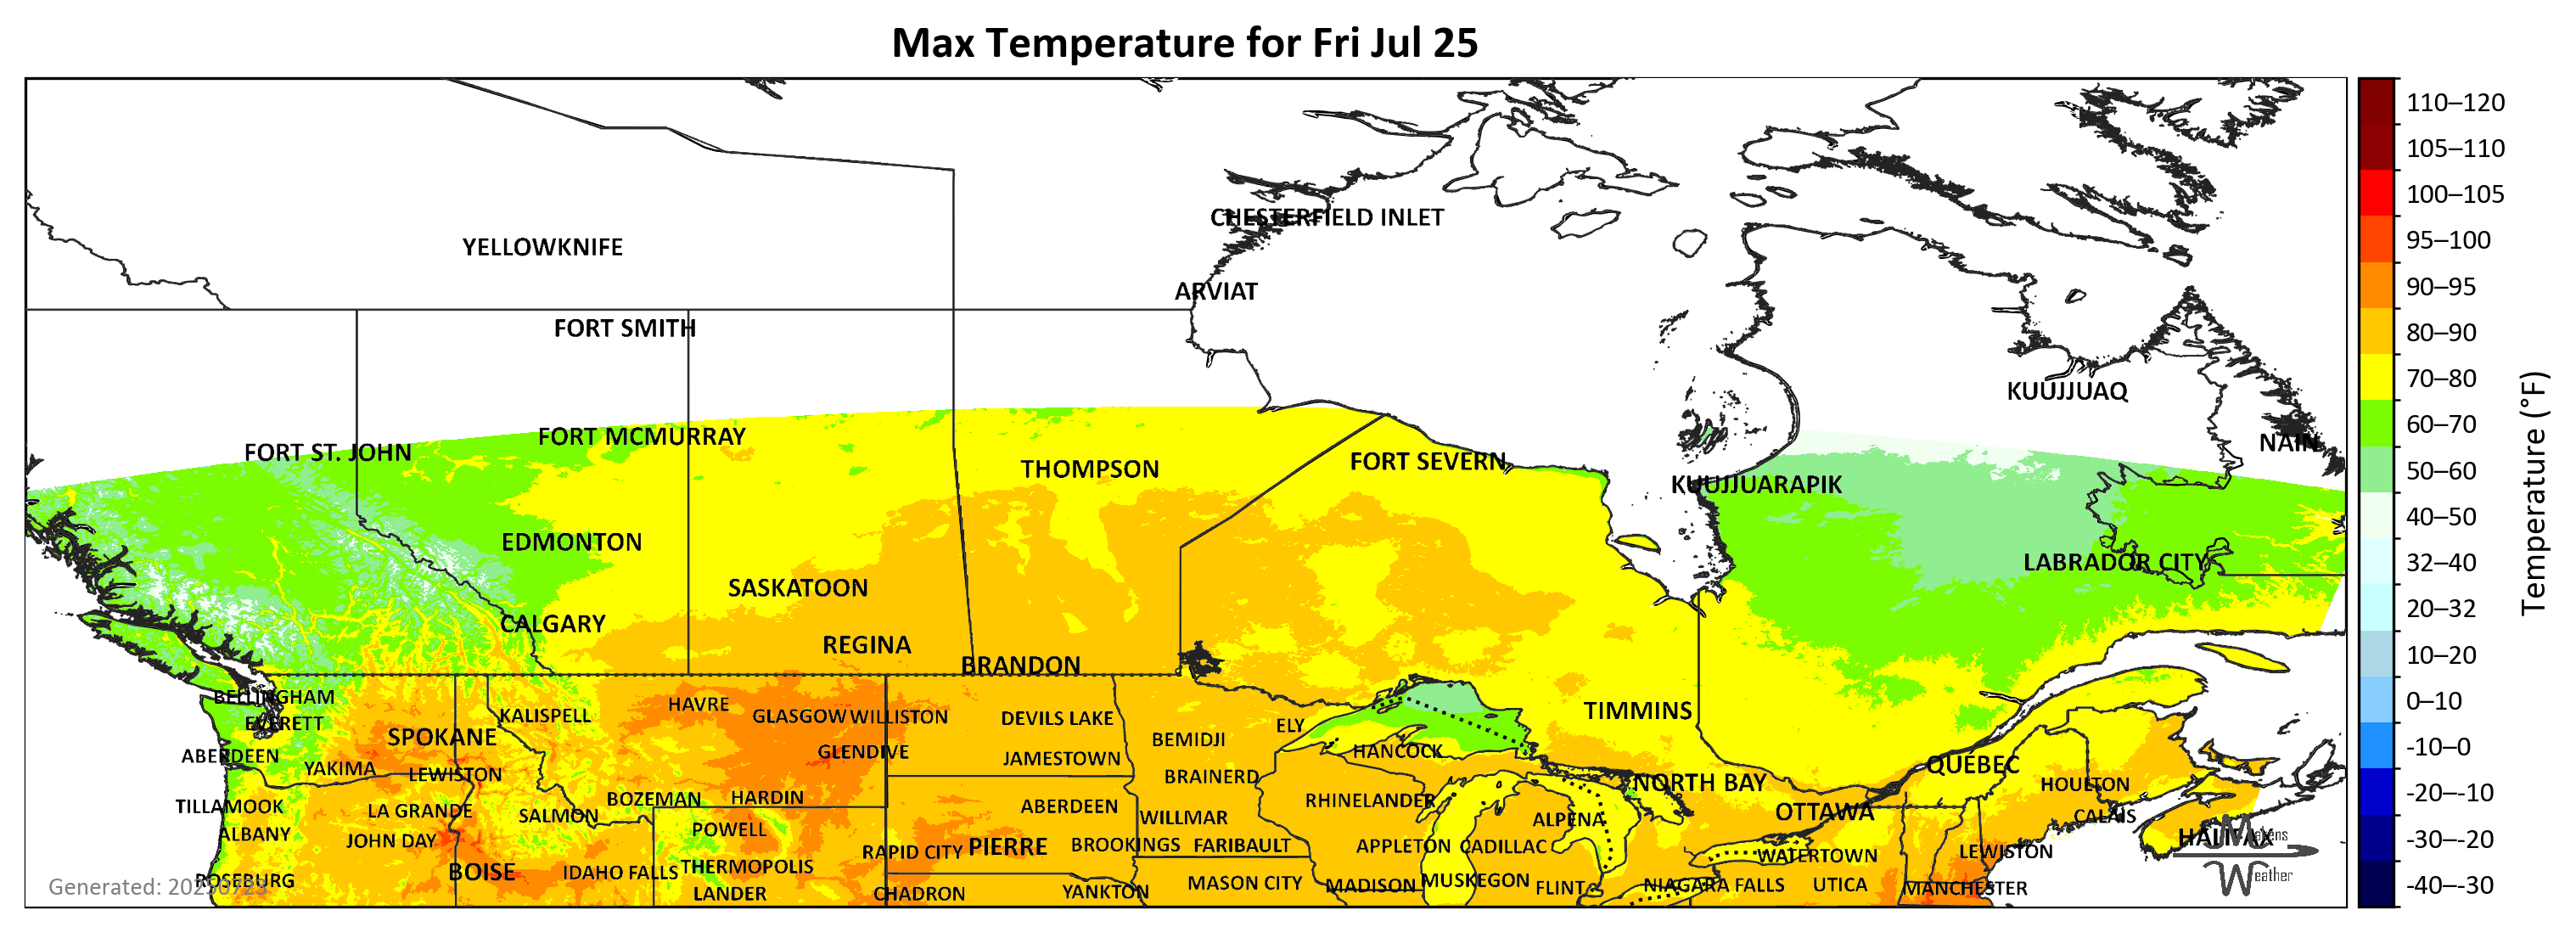 Max Temperature for Fri Jul 25
CHESTERFIELD INLET
YELLOWKNIFE
ARVIAT
FORT SMITH
KUUJJUAQ
FORT MCMURRAY
NAIN
FORT ST. JOHN
FORT SEVERN
THOMPSON
KUUJJUARAPIK
EDMONTON
LABRADOR CITY
SASKATOON
CALGARY
REGINA
BRANDON
BELLINGHAM
HAVRE
KALISPELL
GLASGOW WILLISTON
DEVILS LAKE
TIMMINS
EVERETT
ELY
SPOKANE
BEMIDJI
GLENDIVE
HANCOCK
ABERDEEN
JAMESTOWN
QUEBEC
YAKIMA
LEWISTON
BRAINERD
NORTH BAY
HOULTON
BOZEMAN
HARDIN
RHINELANDER
TILLAMOOK
ABERDEEN
LA GRANDE
SALMON
WILLMAR
ALPENA
OTTAWA
CALAIS
ALBANY
POWELL
JOHN DAY
HALIFAX
Makens
RAPID CITY
PIERRE
BROOKINGS
FARIBAULT
APPLETON
CADILLAC
WATERTOWN
LEWISTON
BOISE
IDAHO FALLS
THERMOPOLIS
Weather
ROSEBURG
MASON CITY
MADISON
MUSKEGON
FLINT
NIAGARA FALLS
UTICA
MANCHESTER
LANDER
CHADRON
YANKTON
Generated: 20250723
110–120
105–110
100–105
95–100
90–95
80–90
70–80
60–70
50–60
40–50
32–40
20–32
10–20
0–10
-10–0
-20–-10
-30–-20
-40–-30
Temperature (°F)